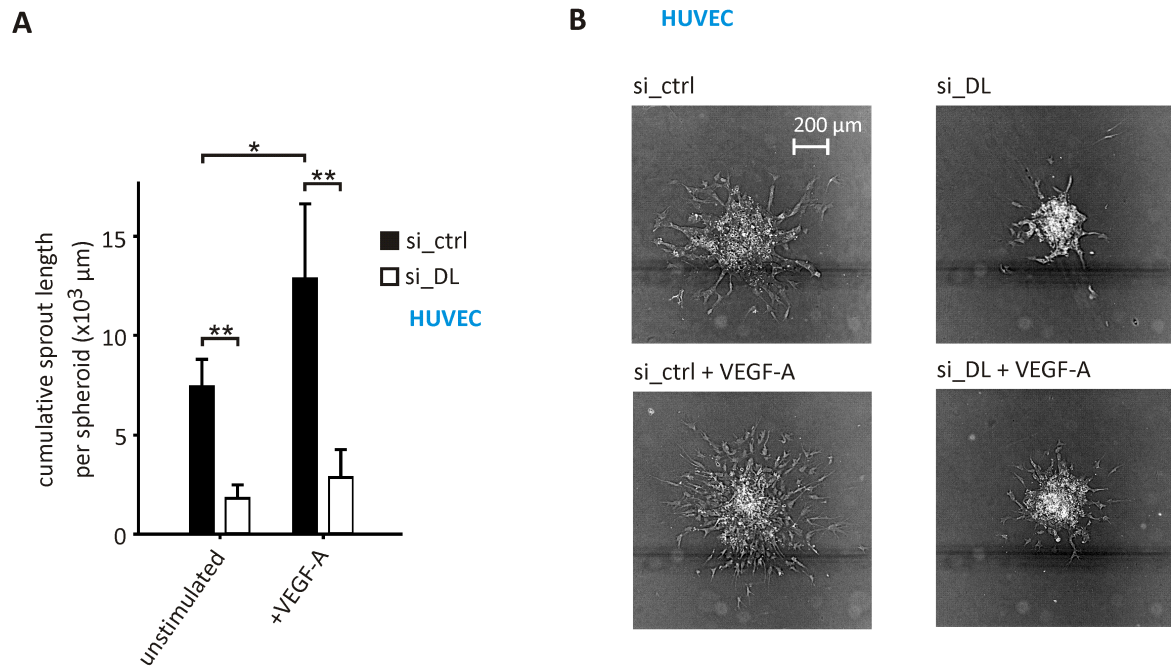 A
cumulative sprout length
per spheroid (x10³ µm)
15
10
5
0
*
**
**
si_ctrl
si_DL
HUVEC
unstimulated
+VEGF-A
B
HUVEC
si_ctrl
si_DL
200 µm
si_ctrl + VEGF-A
si_DL + VEGF-A